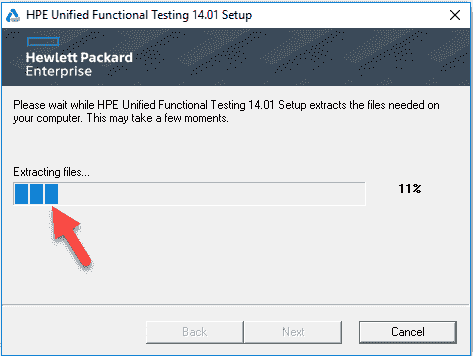 HPE Unified Functional Testing 14.01 Setup
Hewlett Packard
Enterprise
Please wait while HPE Unified Functional Testing 14.01 Setup extracts the files needed on
your computer. This may take a few moments.
Extracting files...
11%
Back Next Cancel